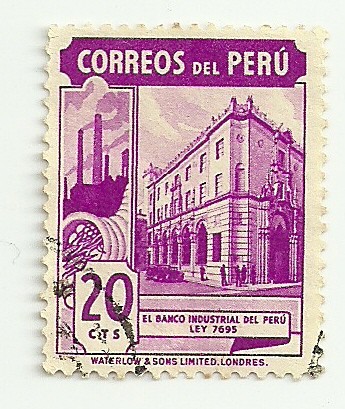 CORREOS DEL PERÚ
20
CTS
EL BANCO INDUSTRIAL DEL PERÚ
LEY 7695
WATERLOW & SONS LIMITED, LONDRES.